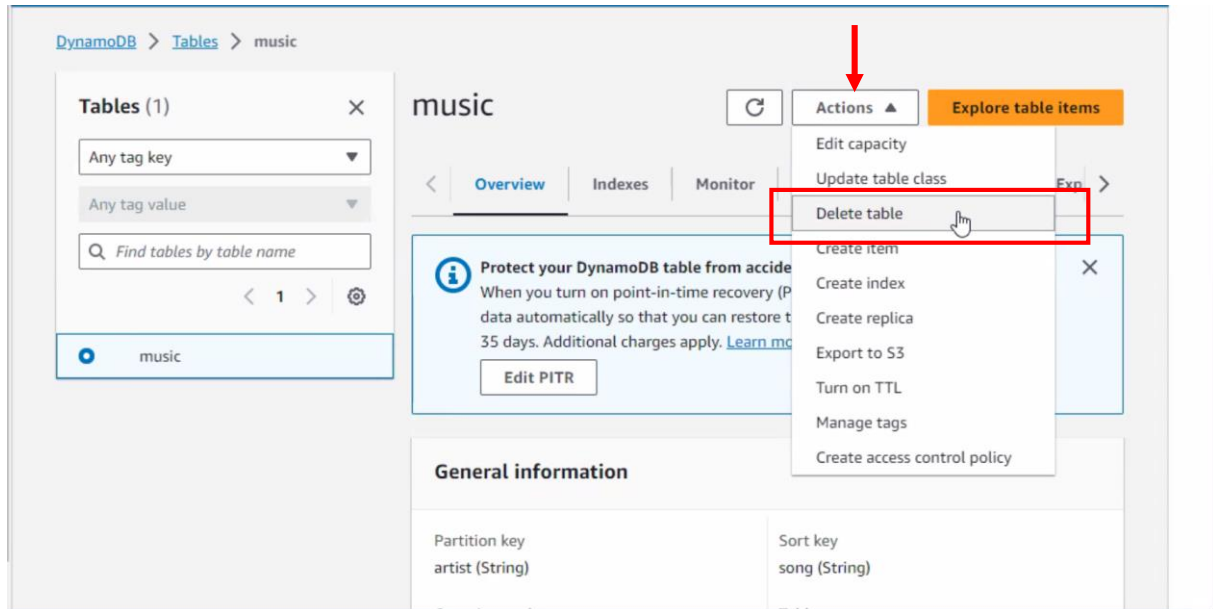 DynamoDB > Tables > music
Tables (1)
Any tag key
Any tag value
Find tables by table name
1
music
music
Actions
Explore table items
Overview
Indexes
Monitor
Exp
Edit capacity
Update table class
Delete table
Create item
Create index
Create replica
Export to S3
Turn on TTL
Manage tags
Create access control policy
Protect your DynamoDB table from accide
When you turn on point-in-time recovery (P
data automatically so that you can restore t
35 days. Additional charges apply. Learn mo
Edit PITR
General information
Partition key
artist (String)
Sort key
song (String)